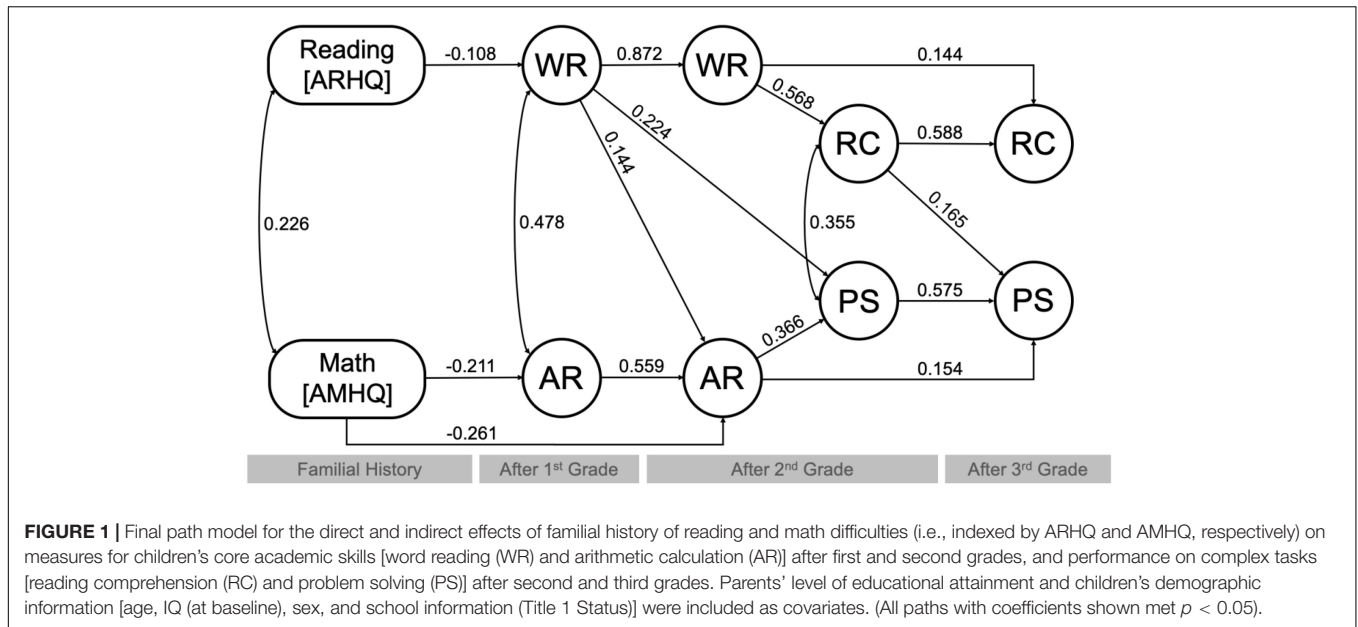 Reading
[ARHQ]
-0.108
WR
0.872
WR
0.144
0.568
0.224
0.144
RC
0.588
RC
0.226
0.478
0.355
0.165
PS
0.575
PS
0.366
Math
[AMHQ]
-0.211
AR
0.559
AR
0.154
-0.261
Familial History
After 1st Grade
After 2nd Grade
After 3rd Grade
FIGURE 1 | Final path model for the direct and indirect effects of familial history of reading and math difficulties (i.e., indexed by ARHQ and AMHQ, respectively) on
measures for children's core academic skills [word reading (WR) and arithmetic calculation (AR)] after first and second grades, and performance on complex tasks
[reading comprehension (RC) and problem solving (PS)] after second and third grades. Parents' level of educational attainment and children's demographic
information [age, IQ (at baseline), sex, and school information (Title 1 Status)] were included as covariates. (All paths with coefficients shown met p < 0.05).